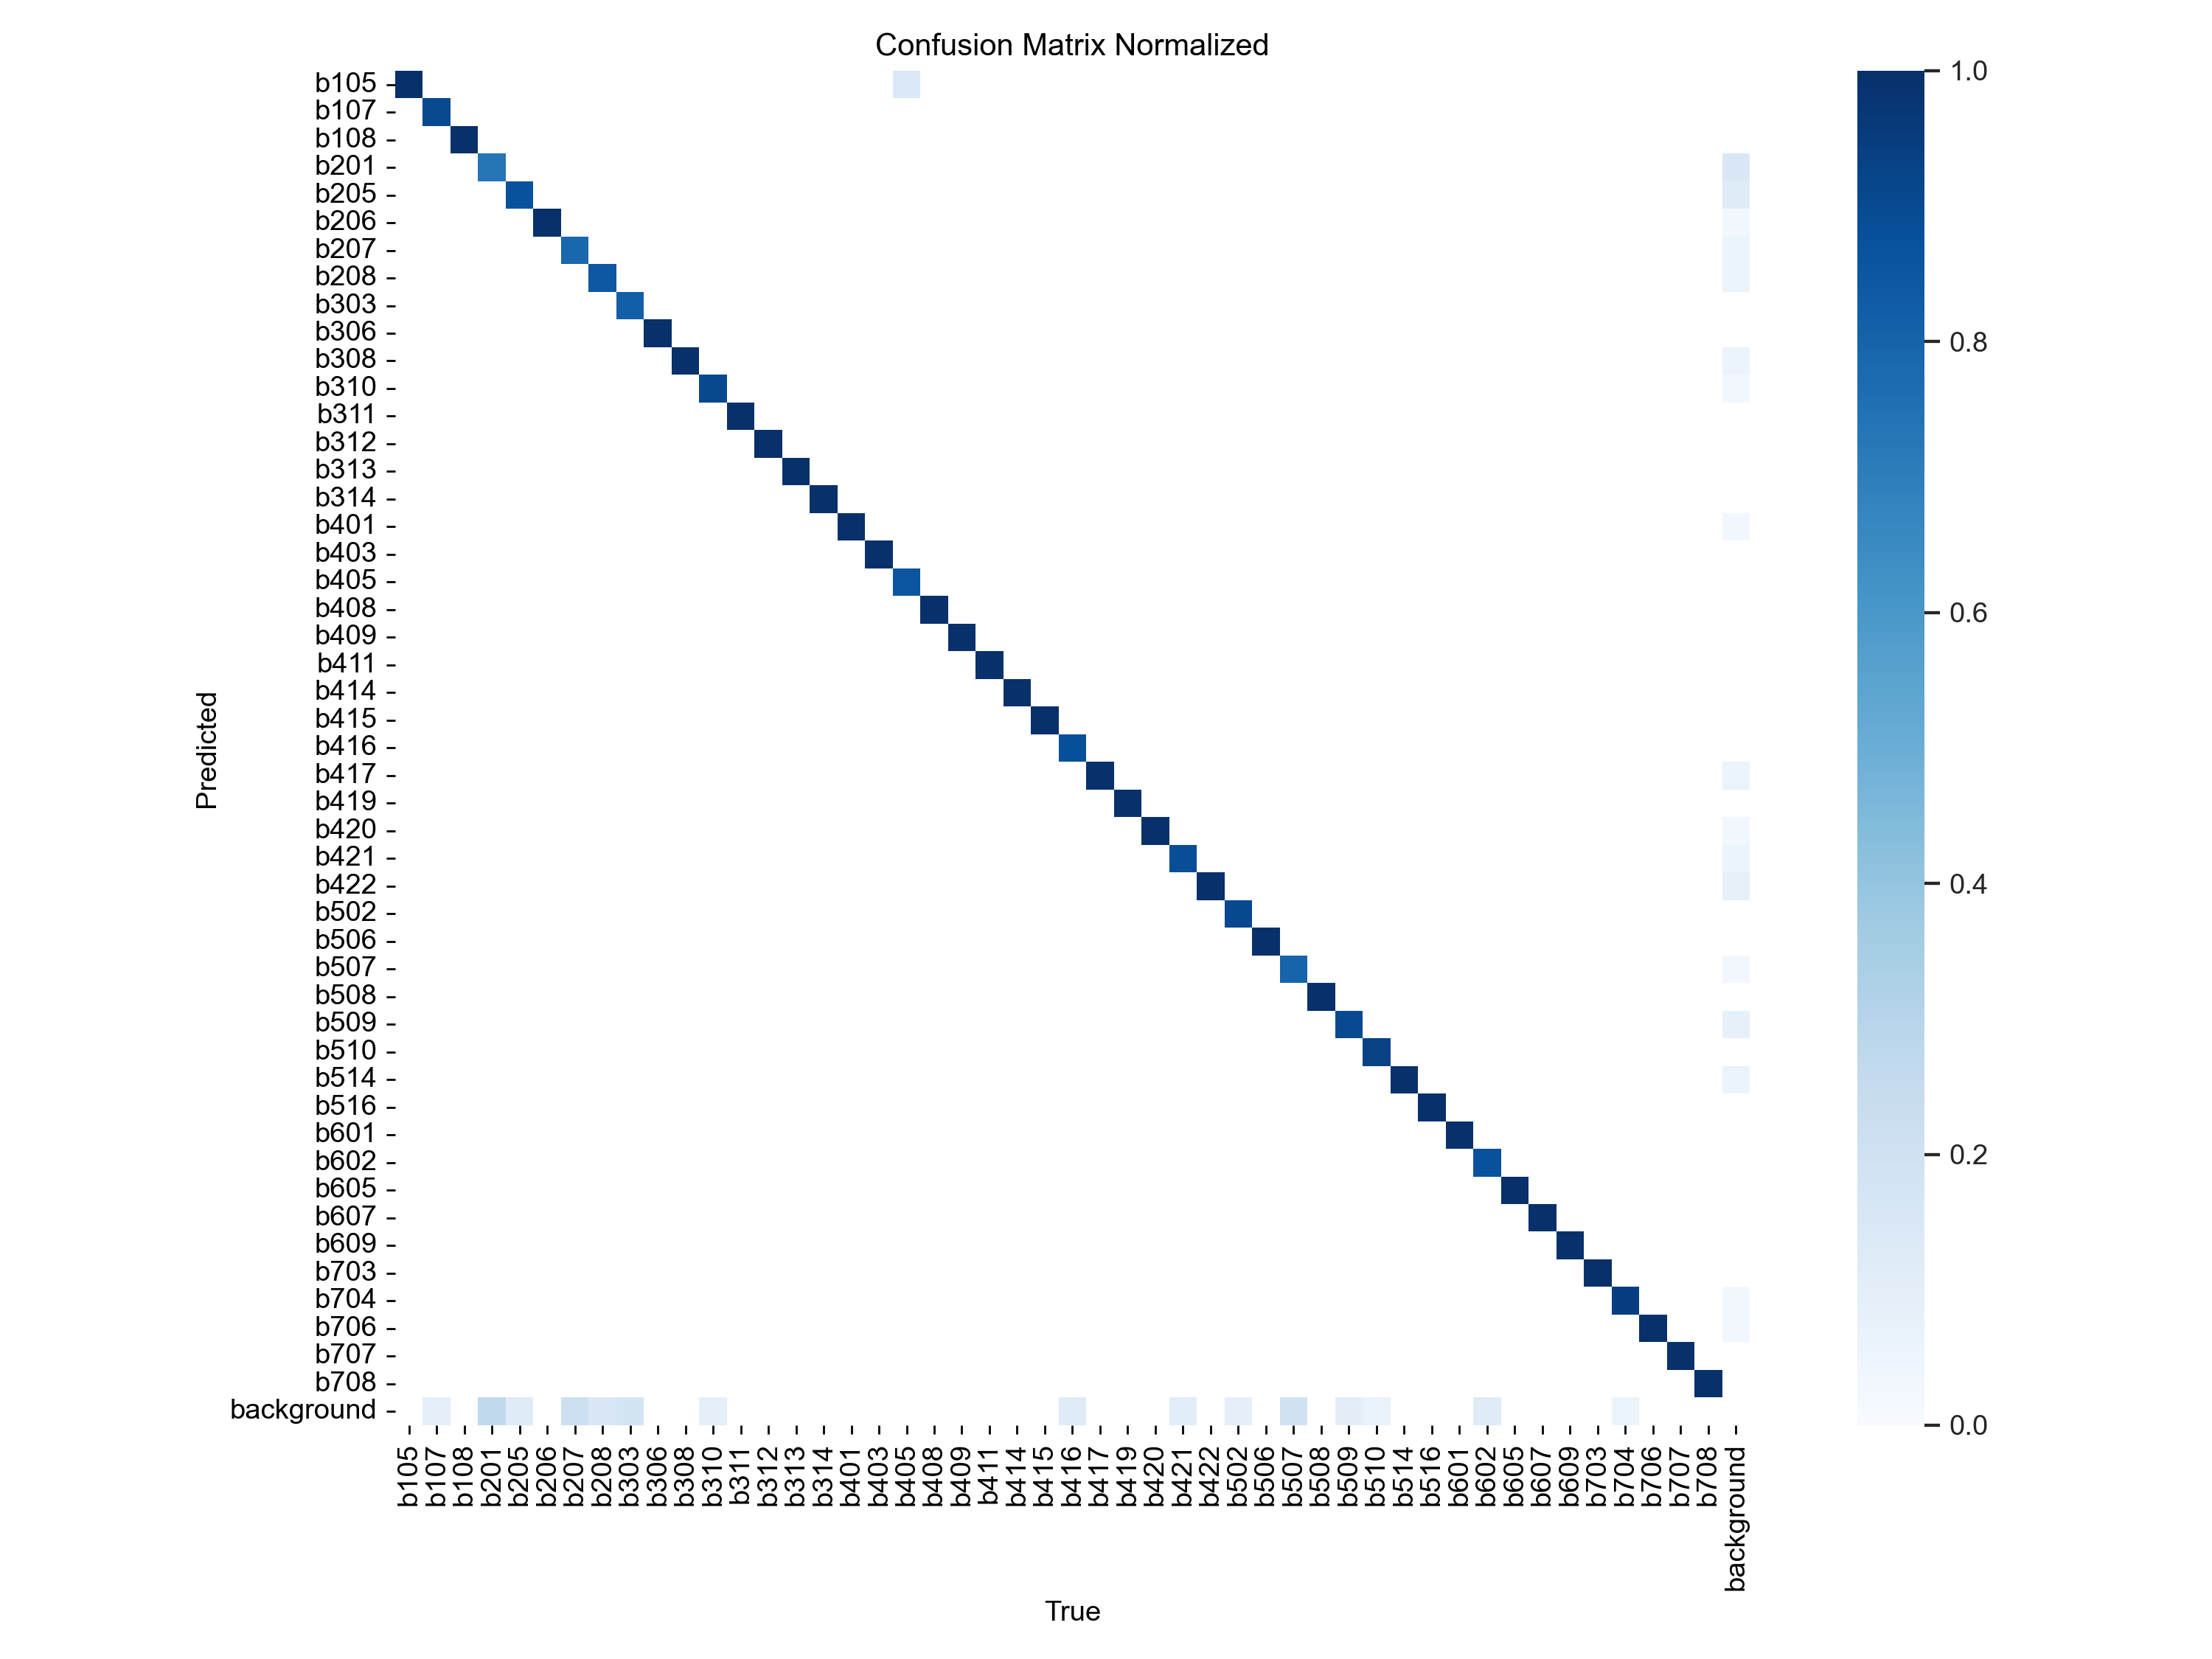 Confusion Matrix Normalized
b105
b107
b108
b201
b205
b206
b207
b208
b303
b306
b308
b310
b311
b312
b313
b314
b401
b403
b405
b408
b409
b411
b414
b415
b416
b417
b419
b420
b421
b422
b502
b506
b507
b508
b509
b510
b514
b516
b601
b602
b605
b607
b609
b703
b704
b706
b707
b708
background
Predicted
b105
b107
b108
b201
b205
b206
b207
b208
b303
b306
b308
b310
b311
b312
b313
b314
b401
b403
b405
b408
b409
b411
b414
b415
b416
b417
b419
b420
b421
b422
b502
b506
b507
b508
b509
b510
b514
b516
b601
b602
b605
b607
b609
b703
b704
b706
b707
b708
background
True
1.0
0.8
0.6
0.4
0.2
0.0